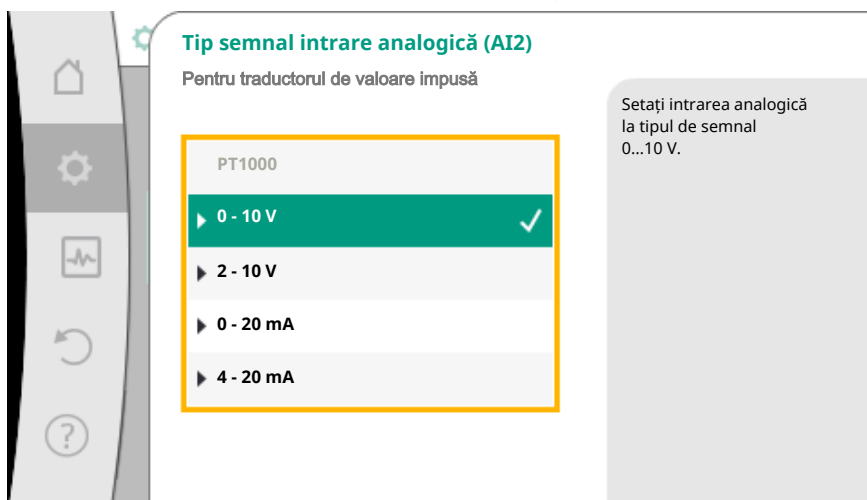 Tip semnal intrare analogică (AI2)
Pentru traductorul de valoare impusă
PT1000
0 - 10 V
2 - 10 V
0 - 20 mA
4 - 20 mA
Setați intrarea analogică
la tipul de semnal
0...10 V.
?